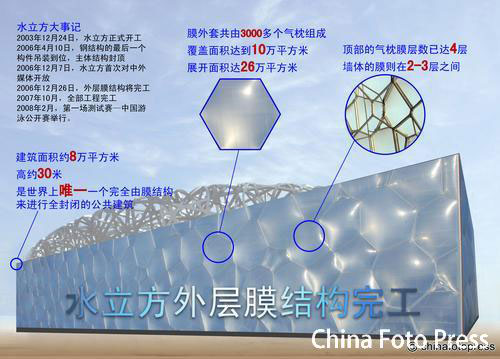 水立方大事记
2003年12月24日，水立方正式开工
2006年4月10日，钢结构的最后一个
构件吊装到位，主体结构封顶
2006年12月7日，水立方首次对中外
媒体开放
2006年12月26日，外层膜结构将完工
2007年10月，全部工程完工
2008年2月，第一场测试赛－中国游
泳公开赛举行。
膜外套共由3000多个气枕组成
覆盖面积达到10万平方米
展开面积达26万平方米
顶部的气枕膜层数已达4层
墙体的膜则在2-3层之间
建筑面积约8万平方米
高约30米
是世界上唯一一个完全由膜结构
来进行全封闭的公共建筑
水立方外层膜结构完工
China Foto Press